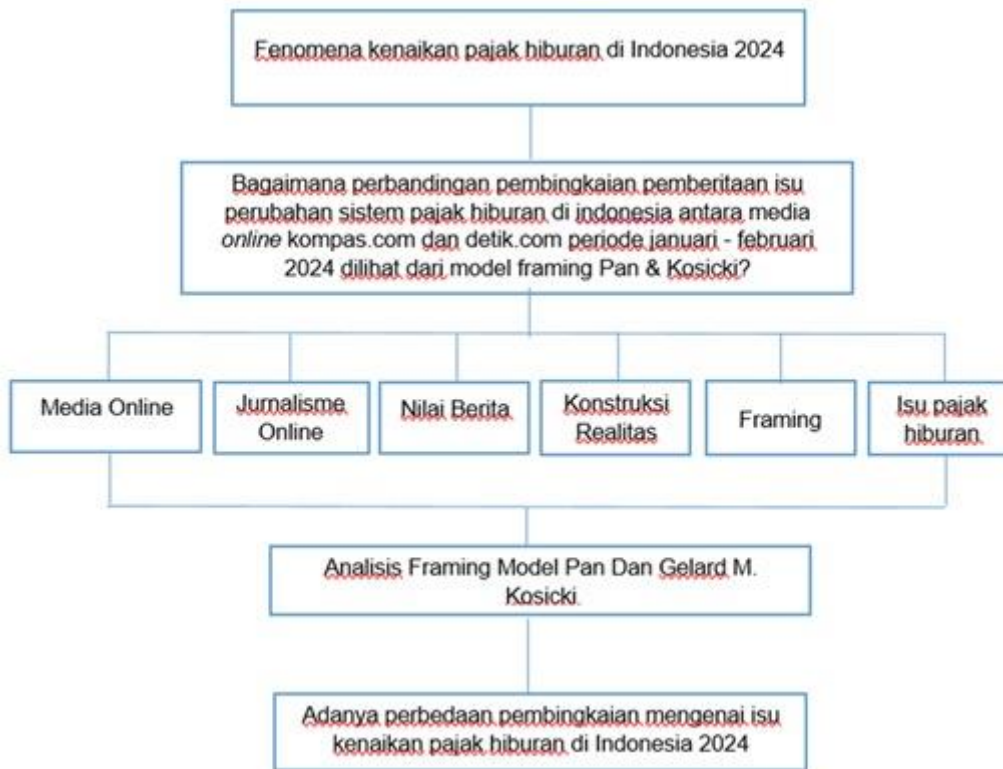 Fenomena kenaikan pajak hiburan di Indonesia 2024
Bagaimana perbandingan pembingkaian pemberitaan isu
perubahan sistem pajak hiburan di indonesia antara media
online kompas.com dan detik.com periode januari - februari
2024 dilihat dari model framing Pan & Kosicki?
Media Online
Jurnalisme
Online
Nilai Berita
Konstruksi
Realitas
Framing
Isu pajak
hiburan
Analisis Framing Model Pan Dan Gelard M.
Kosicki
Adanya perbedaan pembingkaian mengenai isu
kenaikan pajak hiburan di Indonesia 2024